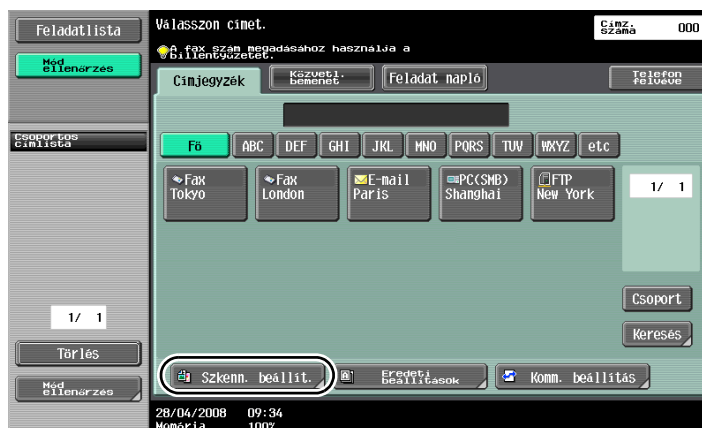 Feladatlista
Mód
ellenőrzés
Csoportos
címlista
1/ 1
Törlés
Mód
ellenőrzés
Válasszon címet.
Címz.
száma
000
A fax szám megadásához használja a
billentyűzetet.
Címjegyzék
Közvetl.
bemenet
Feladat napló
Telefon
felvéve
Fő
ABC
DEF
GHI
JKL
MNO
PQRS
TUV
WXYZ
etc
Fax
Tokyo
Fax
London
E-mail
Paris
PC(SMB)
Shanghai
FTP
New York
1/ 1
Csoport
Keresés
Szkenn. beállít.
Eredeti
beállítások
Komm. beállítás
28/04/2008 09:34
Memória 100%